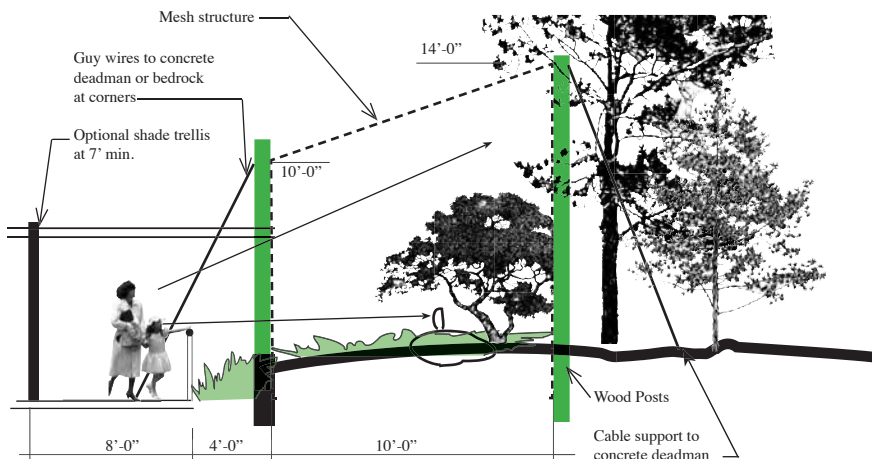 Mesh structure
14’-0”
Guy wires to concrete
deadman or bedrock
at corners
Optional shade trellis
at 7’ min.
10’-0”
Wood Posts
8’-0”
4’-0”
10’-0”
Cable support to
concrete deadman